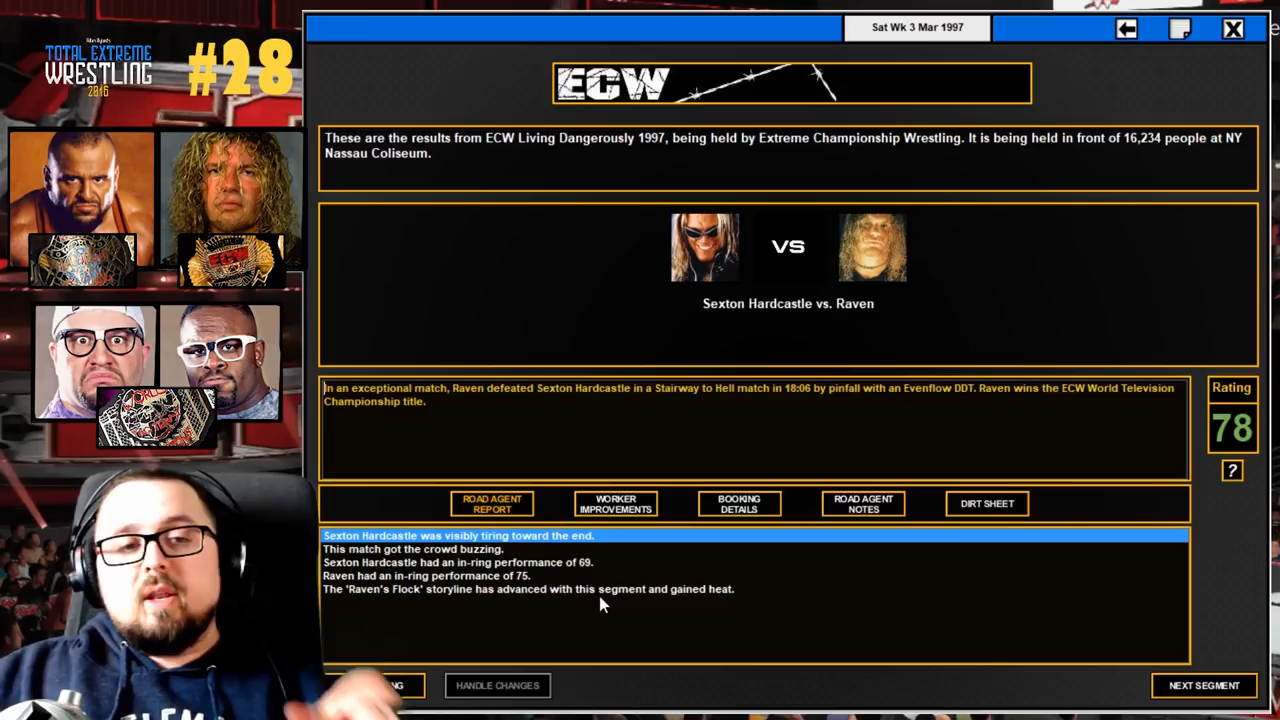 TOTAL EXTREME
WRESTLING
2016
#28
Sat Wk 3 Mar 1997
ECW
These are the results from ECW Living Dangerously 1997, being held by Extreme Championship Wrestling. It is being held in front of 16,234 people at NY
Nassau Coliseum.
VS
Sexton Hardcastle vs. Raven
In an exceptional match, Raven defeated Sexton Hardcastle in a Stairway to Hell match in 18:06 by pinfall with an Evenflow DDT. Raven wins the ECW World Television
Championship title.
Rating
78
?
ROAD AGENT
REPORT
WORKER
IMPROVEMENTS
BOOKING
DETAILS
ROAD AGENT
NOTES
DIRT SHEET
Sexton Hardcastle was visibly tiring toward the end.
This match got the crowd buzzing.
Sexton Hardcastle had an in-ring performance of 69.
Raven had an in-ring performance of 75.
The 'Raven's Flock' storyline has advanced with this segment and gained heat.
NG
HANDLE CHANGES
NEXT SEGMENT